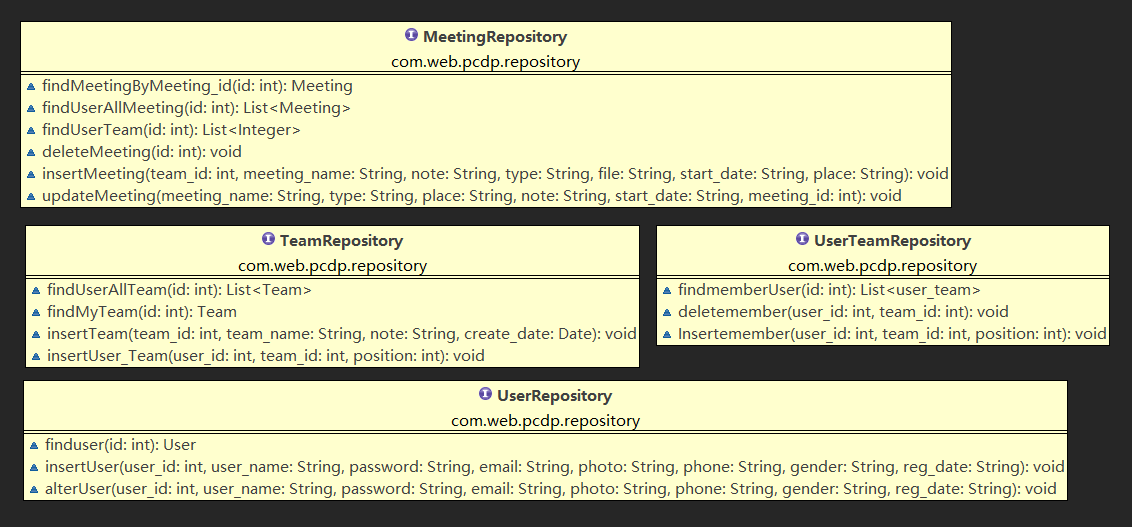 MeetingRepository
com.web.pcdp.repository
findMeetingByMeeting_id(id: int): Meeting
findUserAllMeeting(id: int): List<Meeting>
findUserTeam(id: int): List<Integer>
deleteMeeting(id: int): void
insertMeeting(team_id: int, meeting_name: String, note: String, type: String, file: String, start_date: String, place: String): void
updateMeeting(meeting_name: String, type: String, place: String, note: String, start_date: String, meeting_id: int): void
TeamRepository
com.web.pcdp.repository
findUserAllTeam(id: int): List<Team>
findMyTeam(id: int): Team
insertTeam(team_id: int, team_name: String, note: String, create_date: Date): void
insertUser_Team(user_id: int, team_id: int, position: int): void
UserTeamRepository
com.web.pcdp.repository
findmemberUser(id: int): List<user_team>
deletemember(user_id: int, team_id: int): void
Insertemember(user_id: int, team_id: int, position: int): void
UserRepository
com.web.pcdp.repository
finduser(id: int): User
insertUser(user_id: int, user_name: String, password: String, email: String, photo: String, phone: String, gender: String, reg_date: String): void
alterUser(user_id: int, user_name: String, password: String, email: String, photo: String, phone: String, gender: String, reg_date: String): void